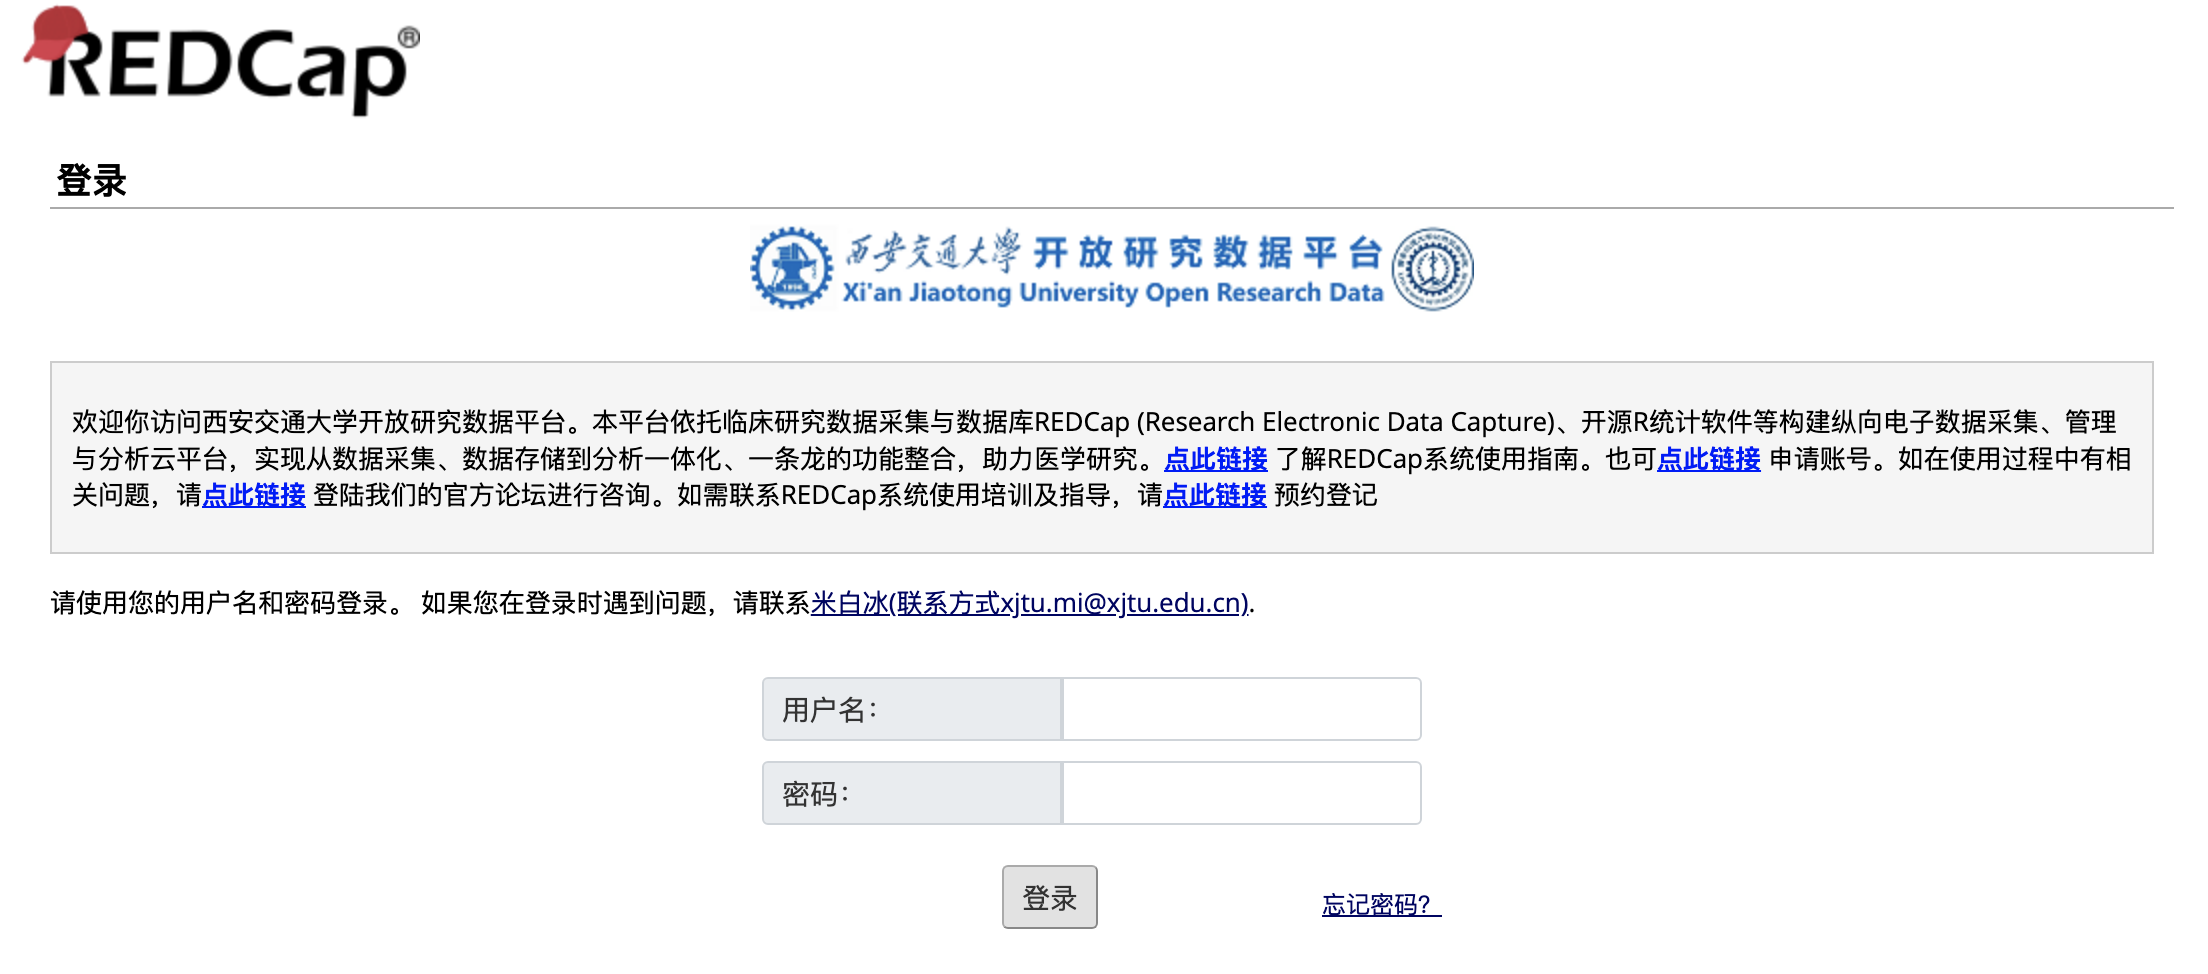 REDCap®
登录
西安交通大学 开放研究数据平台
Xi'an Jiaotong University Open Research Data
欢迎你访问西安交通大学开放研究数据平台。本平台依托临床研究数据采集与数据库REDCap (Research Electronic Data Capture)、开源R统计软件等构建纵向电子数据采集、管理
与分析云平台，实现从数据采集、数据存储到分析一体化、一条龙的功能整合，助力医学研究。点此链接 了解REDCap系统使用指南。也可点此链接 申请账号。如在使用过程中有相
关问题，请点此链接 登陆我们的官方论坛进行咨询。如需联系REDCap系统使用培训及指导，请点此链接 预约登记
请使用您的用户名和密码登录。 如果您在登录时遇到问题，请联系米白冰(联系方式xjtu.mi@xjtu.edu.cn).
用户名：
密码：
登录
忘记密码？